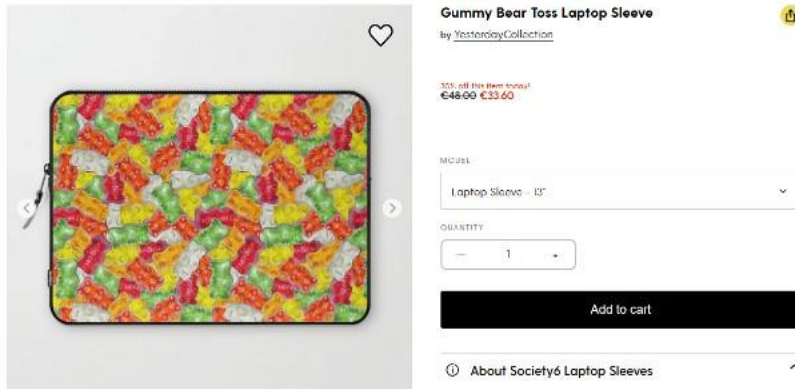 Gummy Bear Toss Laptop Sleeve
by YesterdayCollection
30% off this item today!
€48.00 €33.60
MODEL
Laptop Sleeve - 13"
QUANTITY
− 1 +
Add to cart
About Society6 Laptop Sleeves